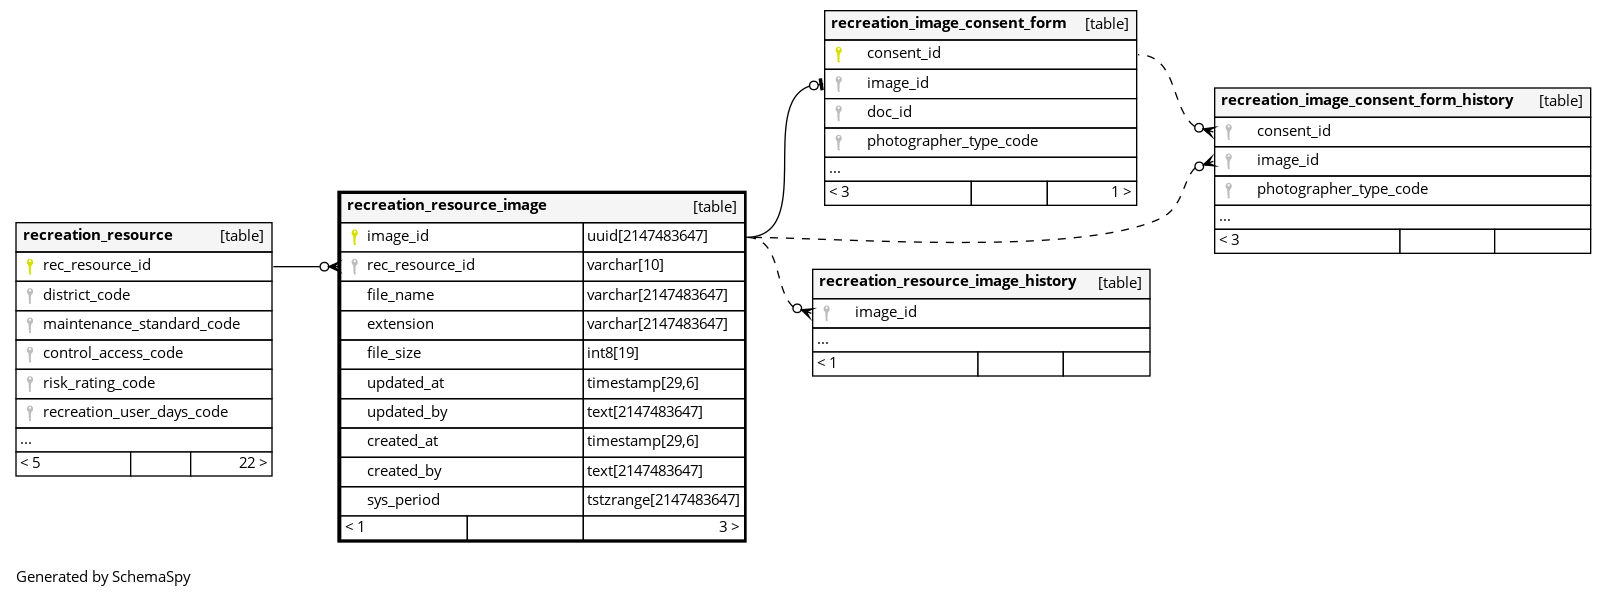 recreation_image_consent_form [table]
consent_id
image_id
doc_id
photographer_type_code
...
< 3 1 >
recreation_image_consent_form_history [table]
consent_id
image_id
photographer_type_code
...
< 3
recreation_resource_image [table]
image_id uuid[2147483647]
rec_resource_id varchar[10]
file_name varchar[2147483647]
extension varchar[2147483647]
file_size int8[19]
updated_at timestamp[29,6]
updated_by text[2147483647]
created_at timestamp[29,6]
created_by text[2147483647]
sys_period tstzrange[2147483647]
< 1 3 >
recreation_resource [table]
rec_resource_id
district_code
maintenance_standard_code
control_access_code
risk_rating_code
recreation_user_days_code
...
< 5 22 >
recreation_resource_image_history [table]
image_id
...
< 1
Generated by SchemaSpy